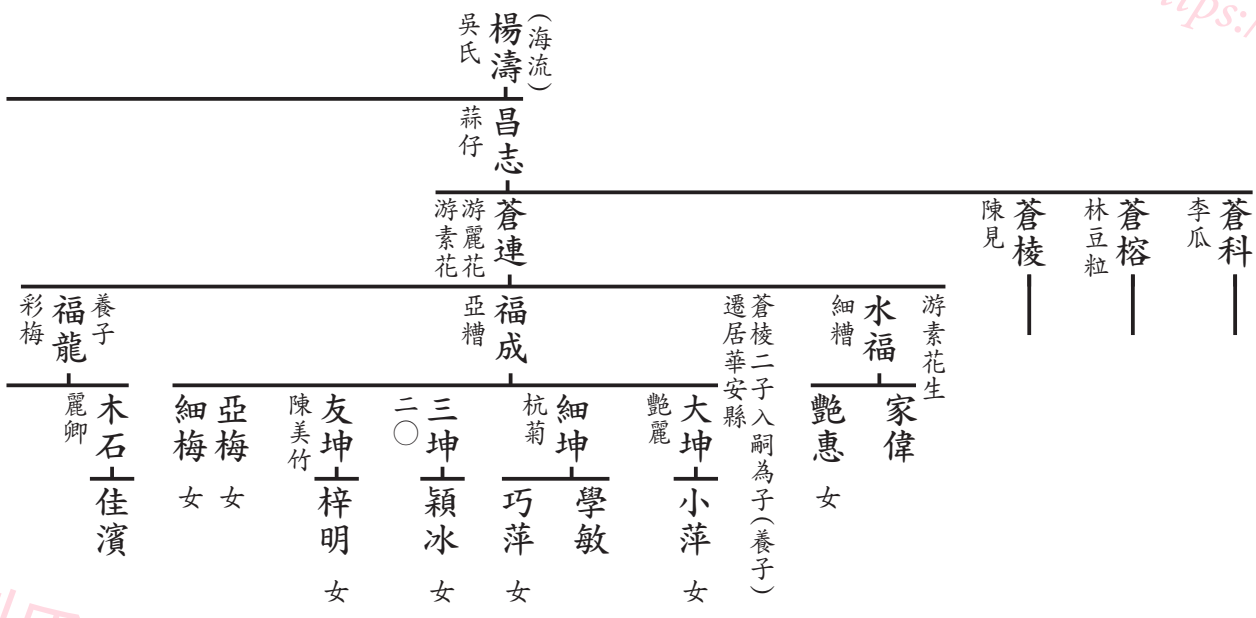 (海流)
楊濤
吳氏
昌志
蒜仔
蒼科
李瓜
蒼榕
林豆粒
蒼棱
陳見
蒼連
游麗花
游素花
游素花生
水福
細糟
蒼棱二子入嗣為子(養子)
遷居華安縣
福成
亞糟
養子
福龍
彩梅
家偉
艷惠 女
大坤
艷麗
細坤
杭菊
三坤
二〇
友坤
陳美竹
亞梅 女
細梅 女
木石
麗卿
小萍 女
學敏
巧萍 女
穎冰 女
梓明 女
佳濱